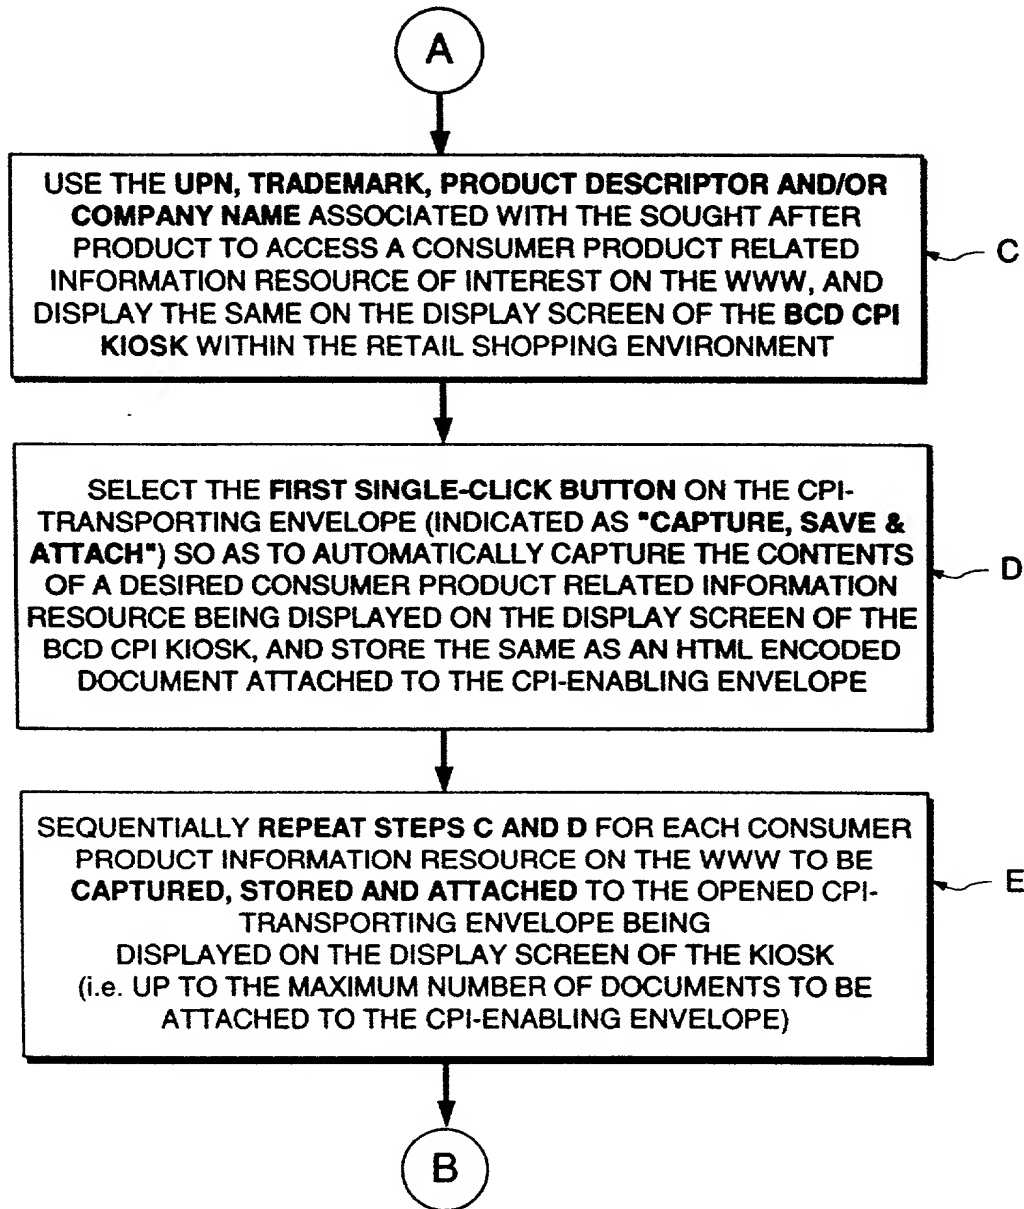 A
USE THE UPN, TRADEMARK, PRODUCT DESCRIPTOR AND/OR
COMPANY NAME ASSOCIATED WITH THE SOUGHT AFTER
PRODUCT TO ACCESS A CONSUMER PRODUCT RELATED
INFORMATION RESOURCE OF INTEREST ON THE WWW, AND
DISPLAY THE SAME ON THE DISPLAY SCREEN OF THE BCD CPI
KIOSK WITHIN THE RETAIL SHOPPING ENVIRONMENT
C
SELECT THE FIRST SINGLE-CLICK BUTTON ON THE CPI-
TRANSPORTING ENVELOPE (INDICATED AS "CAPTURE, SAVE &
ATTACH") SO AS TO AUTOMATICALLY CAPTURE THE CONTENTS
OF A DESIRED CONSUMER PRODUCT RELATED INFORMATION
RESOURCE BEING DISPLAYED ON THE DISPLAY SCREEN OF THE
BCD CPI KIOSK, AND STORE THE SAME AS AN HTML ENCODED
DOCUMENT ATTACHED TO THE CPI-ENABLING ENVELOPE
D
SEQUENTIALLY REPEAT STEPS C AND D FOR EACH CONSUMER
PRODUCT INFORMATION RESOURCE ON THE WWW TO BE
CAPTURED, STORED AND ATTACHED TO THE OPENED CPI-
TRANSPORTING ENVELOPE BEING
DISPLAYED ON THE DISPLAY SCREEN OF THE KIOSK
(i.e. UP TO THE MAXIMUM NUMBER OF DOCUMENTS TO BE
ATTACHED TO THE CPI-ENABLING ENVELOPE)
E
B